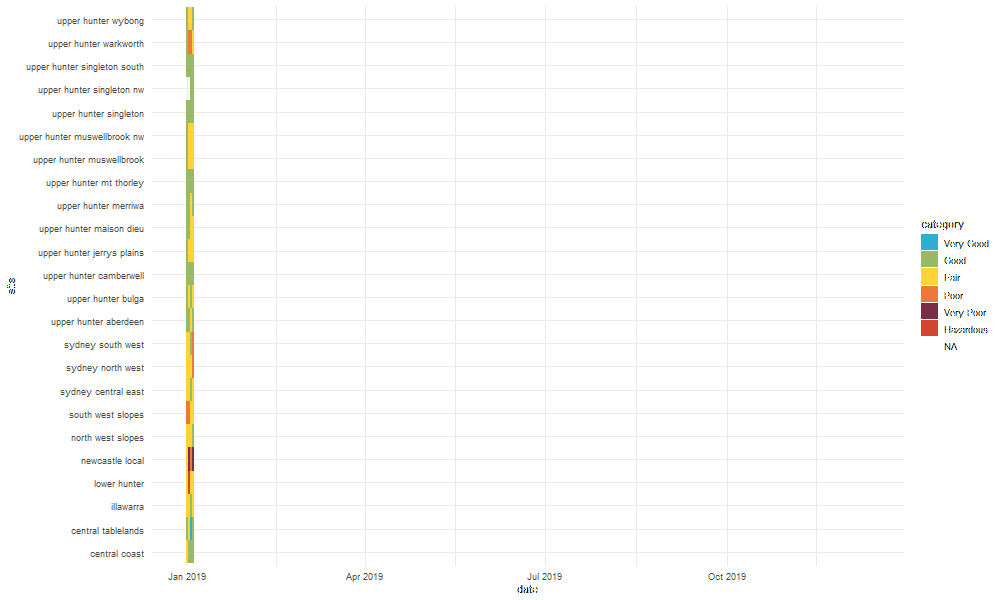 upper hunter wybong
upper hunter warkworth
upper hunter singleton south
upper hunter singleton nw
upper hunter singleton
upper hunter muswellbrook nw
upper hunter muswellbrook
upper hunter mt thorley
upper hunter merriwa
upper hunter maison dieu
upper hunter jerrys plains
upper hunter camberwell
upper hunter bulga
upper hunter aberdeen
sydney south west
sydney north west
sydney central east
south west slopes
north west slopes
newcastle local
lower hunter
illawarra
central tablelands
central coast
site
Jan 2019
Apr 2019
Jul 2019
Oct 2019
date
category
Very Good
Good
Fair
Poor
Very Poor
Hazardous
NA